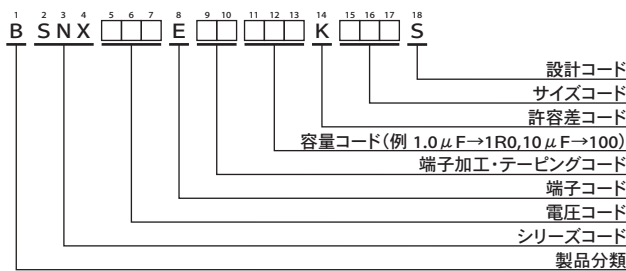 1 2 3 4 5 6 7 8 9 10 11 12 13 14 15 16 17 18
B SNX □□□ E □□ □□□ K □□□ S
設計コード
サイズコード
許容差コード
容量コード(例 1.0μF→1R0,10μF→100)
端子加工・テーピングコード
端子コード
電圧コード
シリーズコード
製品分類